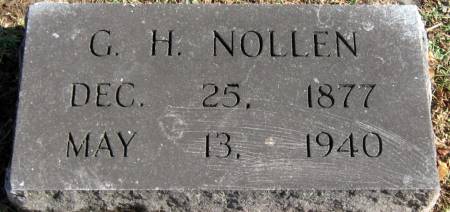 G. H. NOLLEN
DEC. 25, 1877
MAY 13, 1940